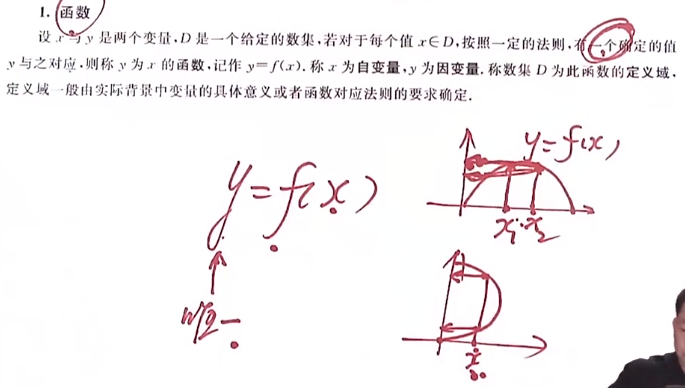 1. 函数
设 x 与 y 是两个变量,D 是一个给定的数集,若对于每个值 x∈D,按照一定的法则,有一个确定的值
y 与之对应,则称 y 为 x 的函数,记作 y=f(x).称 x 为自变量,y 为因变量.称数集 D 为此函数的定义域.
定义域一般由实际背景中变量的具体意义或者函数对应法则的要求确定.
y=f(x)
y=f(x)
x₁ x₂
唯一
x